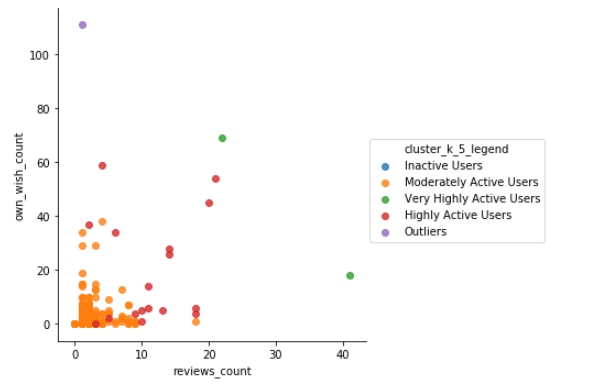 100
80
60
40
20
0
own_wish_count
0 10 20 30 40
reviews_count
cluster_k_5_legend
Inactive Users
Moderately Active Users
Very Highly Active Users
Highly Active Users
Outliers